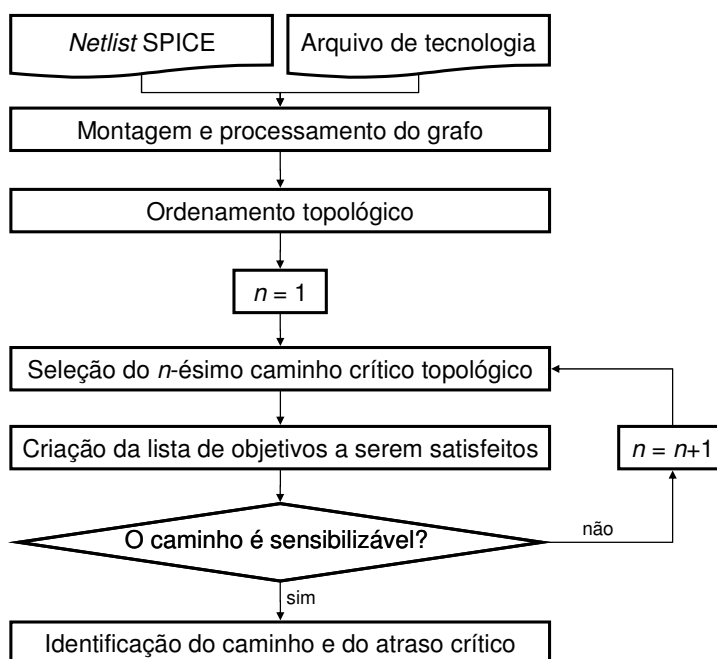 Netlist SPICE
Arquivo de tecnologia
Montagem e processamento do grafo
Ordenamento topológico
n = 1
Seleção do n-ésimo caminho crítico topológico
Criação da lista de objetivos a serem satisfeitos
n = n+1
O caminho é sensibilizável?
não
sim
Identificação do caminho e do atraso crítico